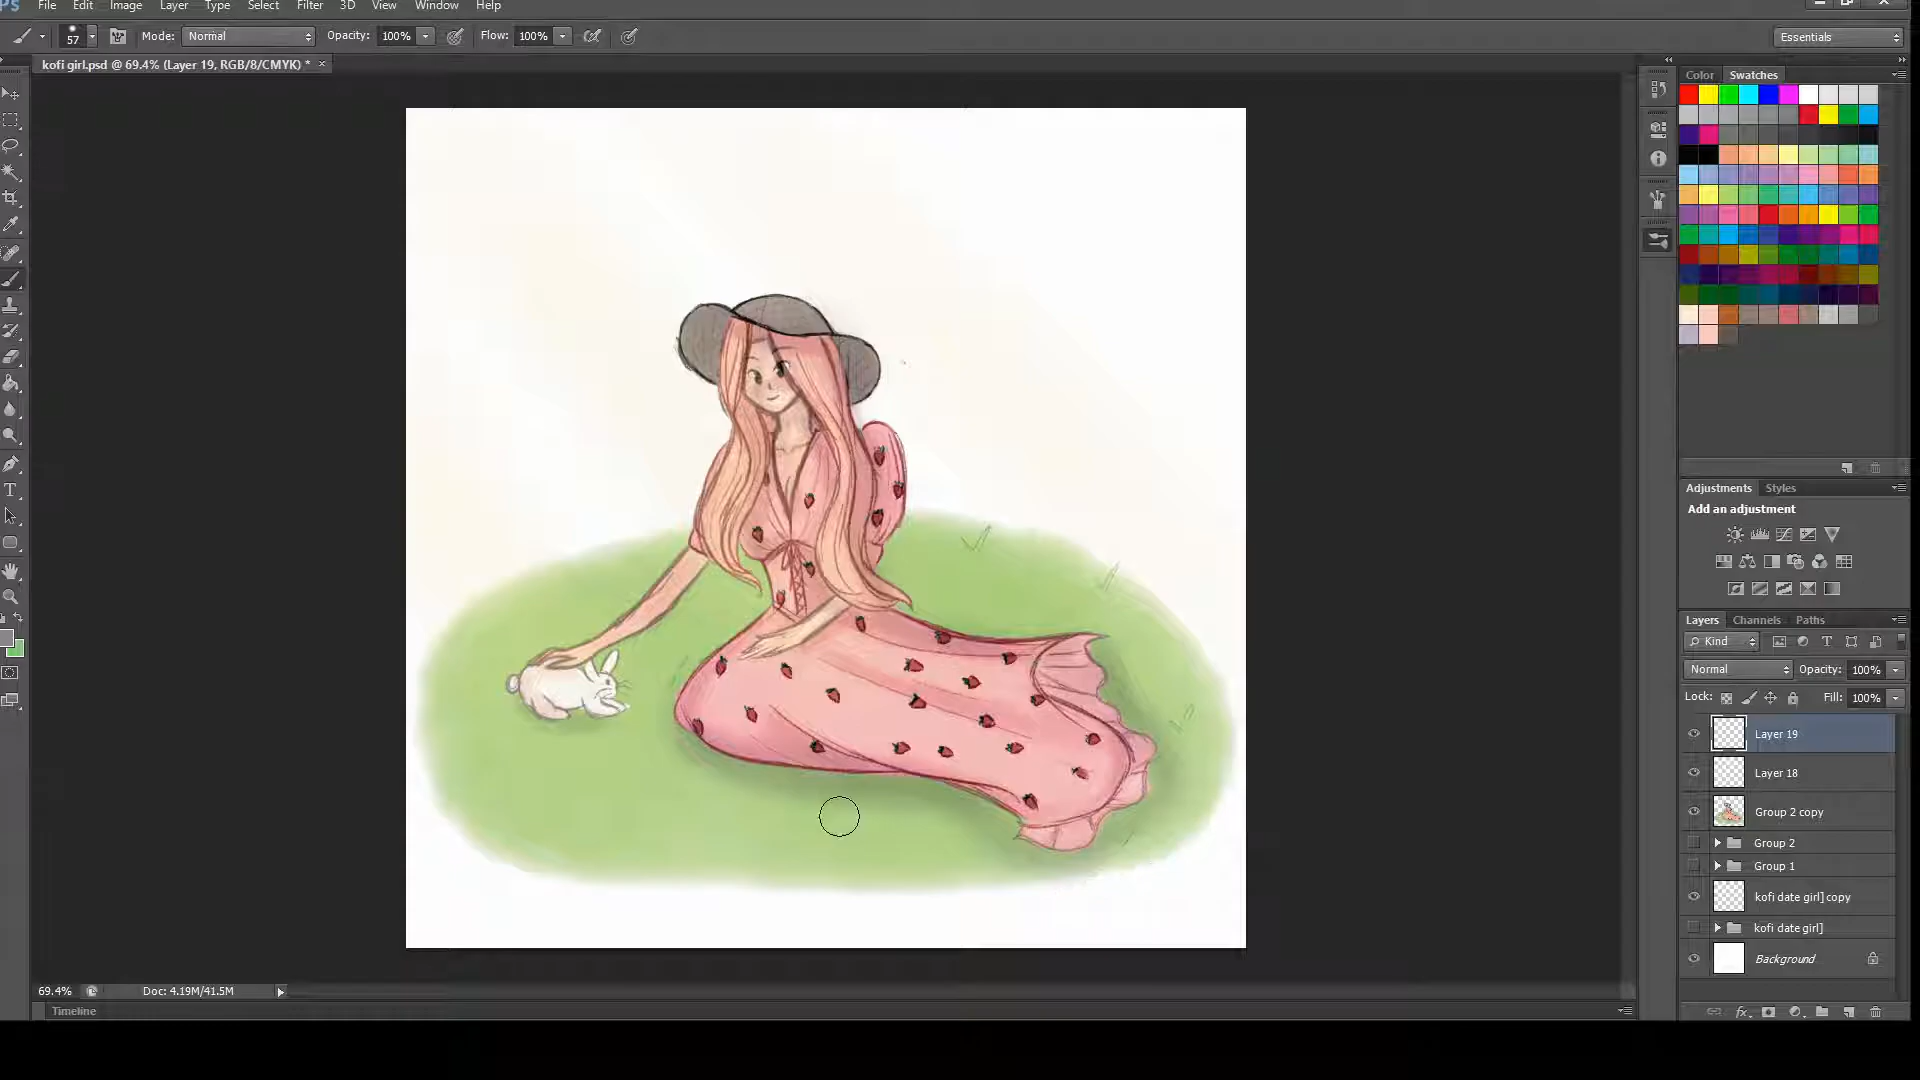 Ps File Edit Image Layer Type Select Filter 3D View Window Help
57 Mode: Normal Opacity: 100% Flow: 100% Essentials
kofi girl.psd @ 69.4% (Layer 19, RGB/8/CMYK) * ×
Color Swatches
Adjustments Styles
Add an adjustment
Layers Channels Paths
Kind T
Normal Opacity: 100%
Lock: Fill: 100%
Layer 19
Layer 18
Group 2 copy
Group 2
Group 1
kofi date girl] copy
kofi date girl]
Background
69.4% Doc: 4.19M/41.5M
Timeline
fx